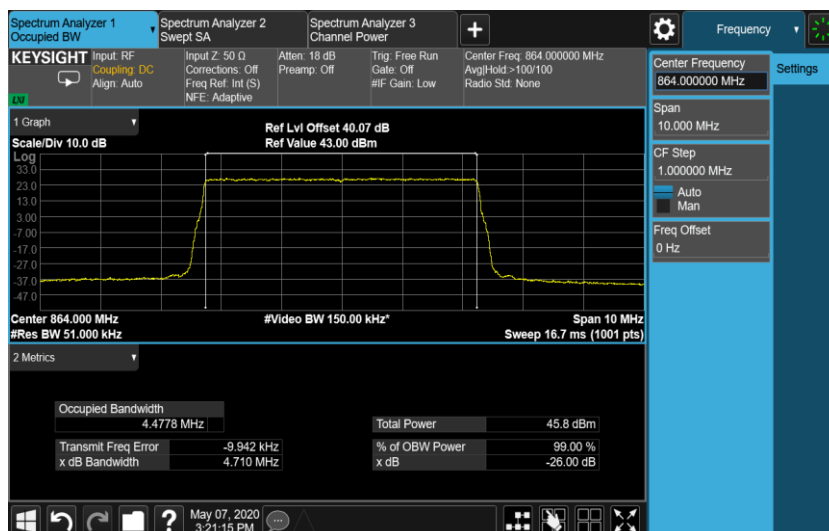 Spectrum Analyzer 1
Occupied BW
Spectrum Analyzer 2
Swept SA
Spectrum Analyzer 3
Channel Power
+
Frequency
KEYSIGHT
Input: RF
Coupling: DC
Align: Auto
Input Z: 50 Ω
Corrections: Off
Freq Ref: Int (S)
NFE: Adaptive
Atten: 18 dB
Preamp: Off
Trig: Free Run
Gate: Off
#IF Gain: Low
Center Freq: 864.000000 MHz
Avg|Hold:>100/100
Radio Std: None
LXI
Center Frequency
864.000000 MHz
Settings
Span
10.000 MHz
CF Step
1.000000 MHz
Auto
Man
Freq Offset
0 Hz
1 Graph
Scale/Div 10.0 dB
Ref Lvl Offset 40.07 dB
Ref Value 43.00 dBm
Log
33.0
23.0
13.0
3.00
-7.00
-17.0
-27.0
-37.0
-47.0
Center 864.000 MHz
#Video BW 150.00 kHz*
Span 10 MHz
#Res BW 51.000 kHz
Sweep 16.7 ms (1001 pts)
2 Metrics
Occupied Bandwidth
4.4778 MHz
Total Power 45.8 dBm
Transmit Freq Error -9.942 kHz
% of OBW Power 99.00 %
x dB Bandwidth 4.710 MHz
x dB -26.00 dB
?
May 07, 2020
3:21:15 PM